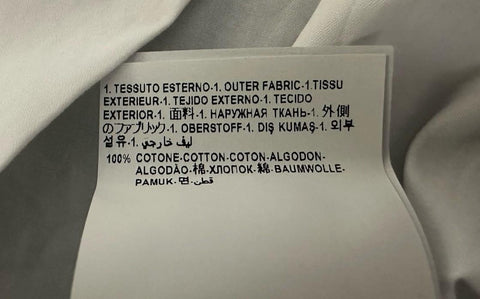 1. TESSUTO ESTERNO-1. OUTER FABRIC-1.TISSU
EXTERIEUR-1. TEJIDO EXTERNO-1. TECIDO
EXTERIOR-1. 面料-1. НАРУЖНАЯ ТКАНЬ-1. 外側
のファブリック-1. OBERSTOFF-1. DIŞ KUMAŞ-1. 외부
섬유-1. ليف خارجي
100% COTONE-COTTON-COTON-ALGODON-
ALGODÃO-棉-ХЛОПОК-綿-BAUMWOLLE-
PAMUK-면-قطن